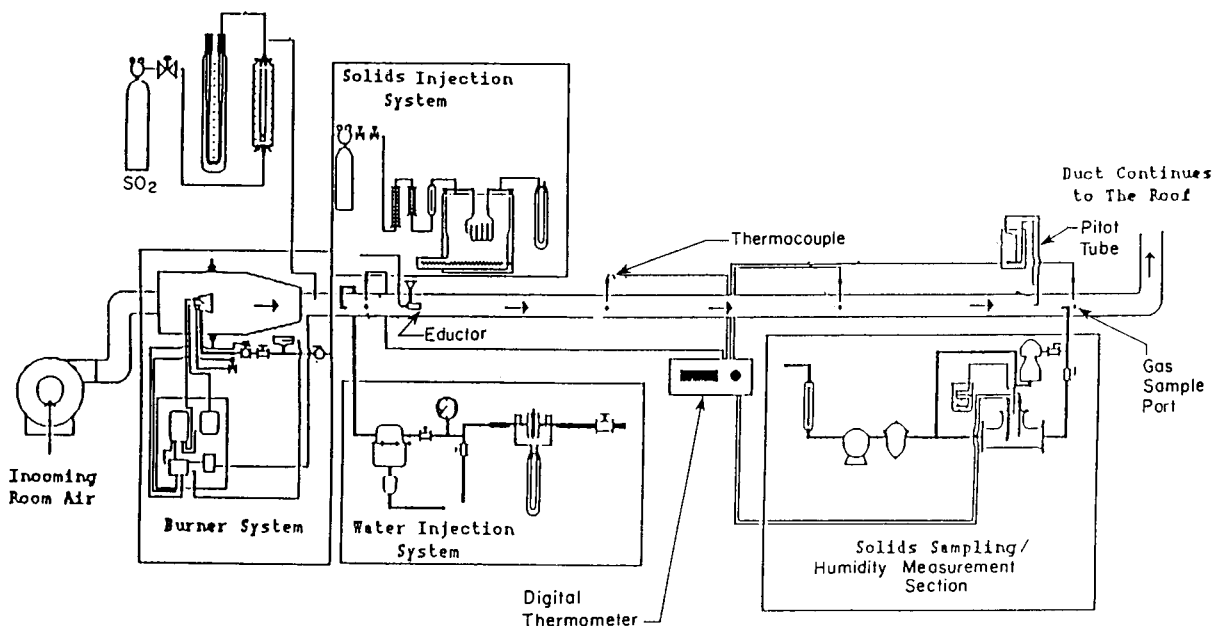 Solids Injection
System
SO2
Duct Continues
to The Roof
Pitot
Tube
Thermocouple
Eductor
Gas
Sample
Port
Incoming
Room Air
Burner System
Water Injection
System
Solids Sampling/
Humidity Measurement
Section
Digital
Thermometer